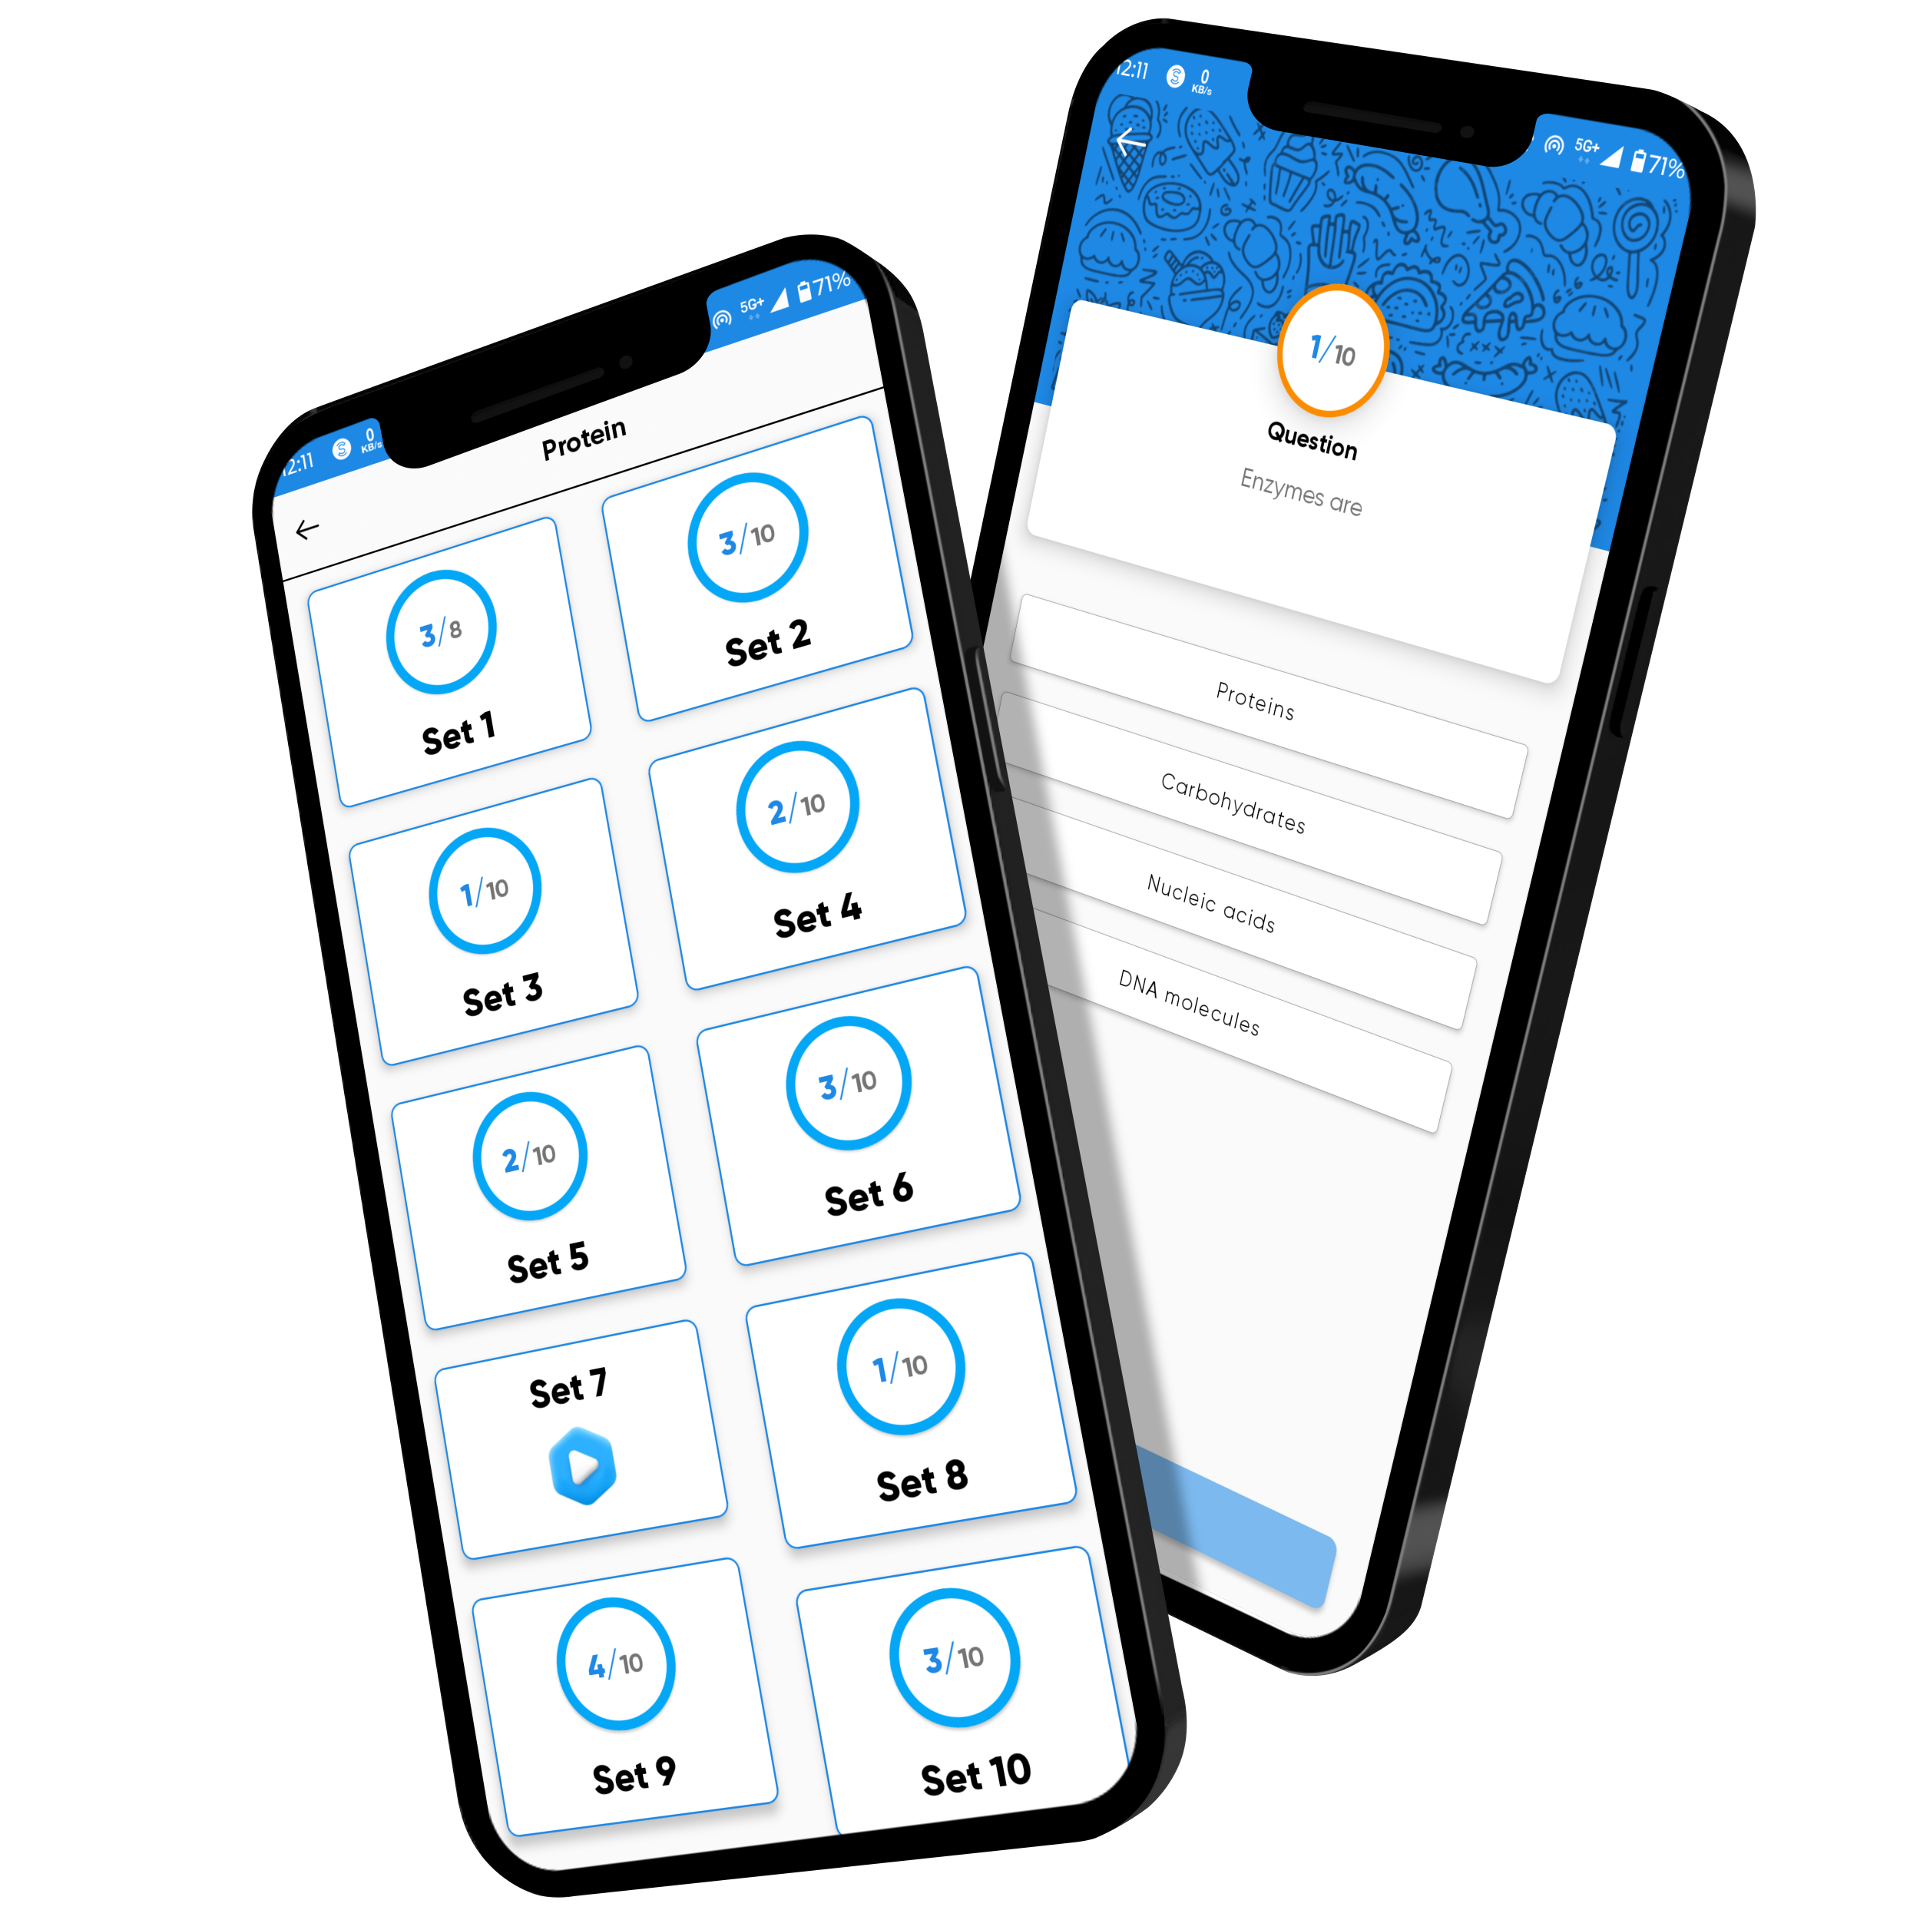 12:11 0 KB/s 5G+ 71%
Protein
3/8
Set 1
3/10
Set 2
1/10
Set 3
2/10
Set 4
2/10
Set 5
3/10
Set 6
Set 7
1/10
Set 8
4/10
Set 9
3/10
Set 10
12:11 S 0 KB/s 5G+ 71%
1/10
Question
Enzymes are
Proteins
Carbohydrates
Nucleic acids
DNA molecules